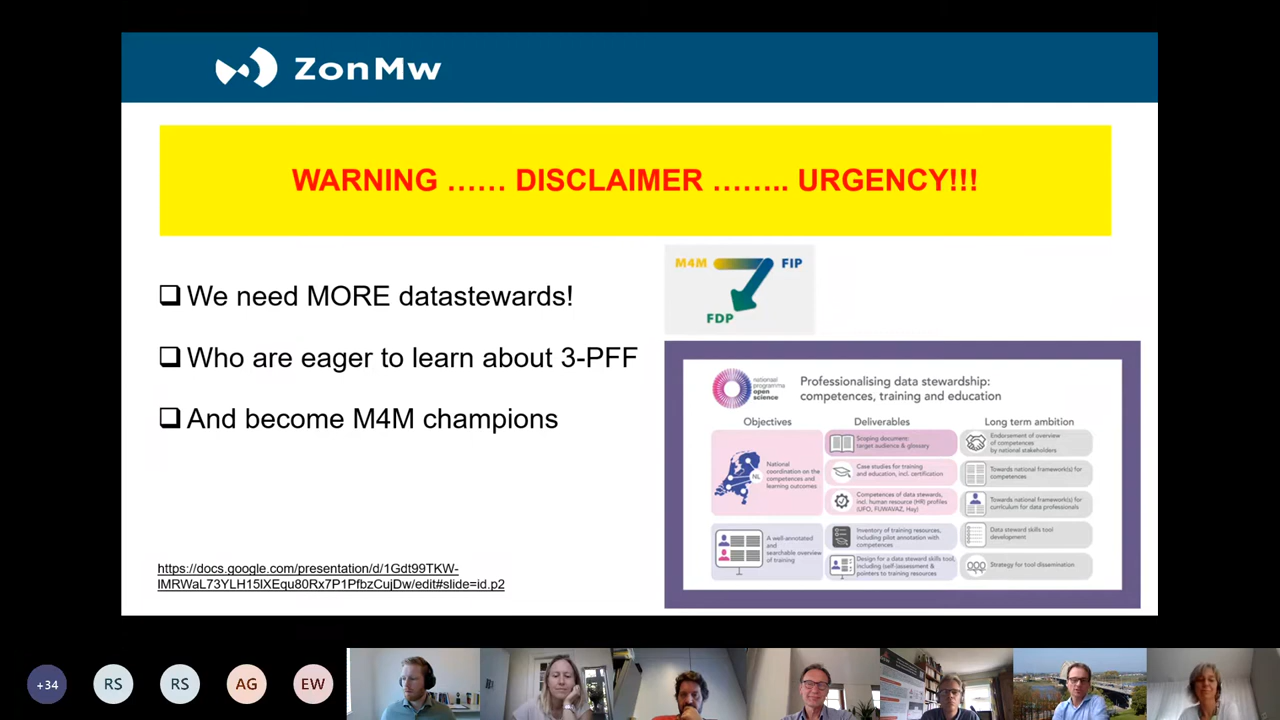 ZonMw
WARNING …… DISCLAIMER …….. URGENCY!!!
We need MORE datastewards!
Who are eager to learn about 3-PFF
And become M4M champions
https://docs.google.com/presentation/d/1Gdt99TKW-
IMRWaL73YLH15lXEqu80Rx7P1PfbzCujDw/edit#slide=id.p2
M4M
FIP
FDP
nationaal
programma
open
science
Professionalising data stewardship:
competences, training and education
Objectives
Deliverables
Long term ambition
NL
National
coordination on the
competences and
learning outcomes
Scoping document:
target audience & glossary
Endorsement of overview
of competences
by national stakeholders
Case studies for training
and education, incl. certification
Towards national framework(s) for
competences
Competences of data stewards,
incl. human resource (HR) profiles
(UFO, FUWAVAZ, Hay)
Towards national framework(s) for
curriculum for data professionals
A well-annotated
and
searchable overview
of training
Inventory of training resources,
including pilot annotation with
competences
Data steward skills tool
development
Design for a data steward skills tool,
including (self-)assessment &
pointers to training resources
Strategy for tool dissemination
+34
RS
RS
AG
EW